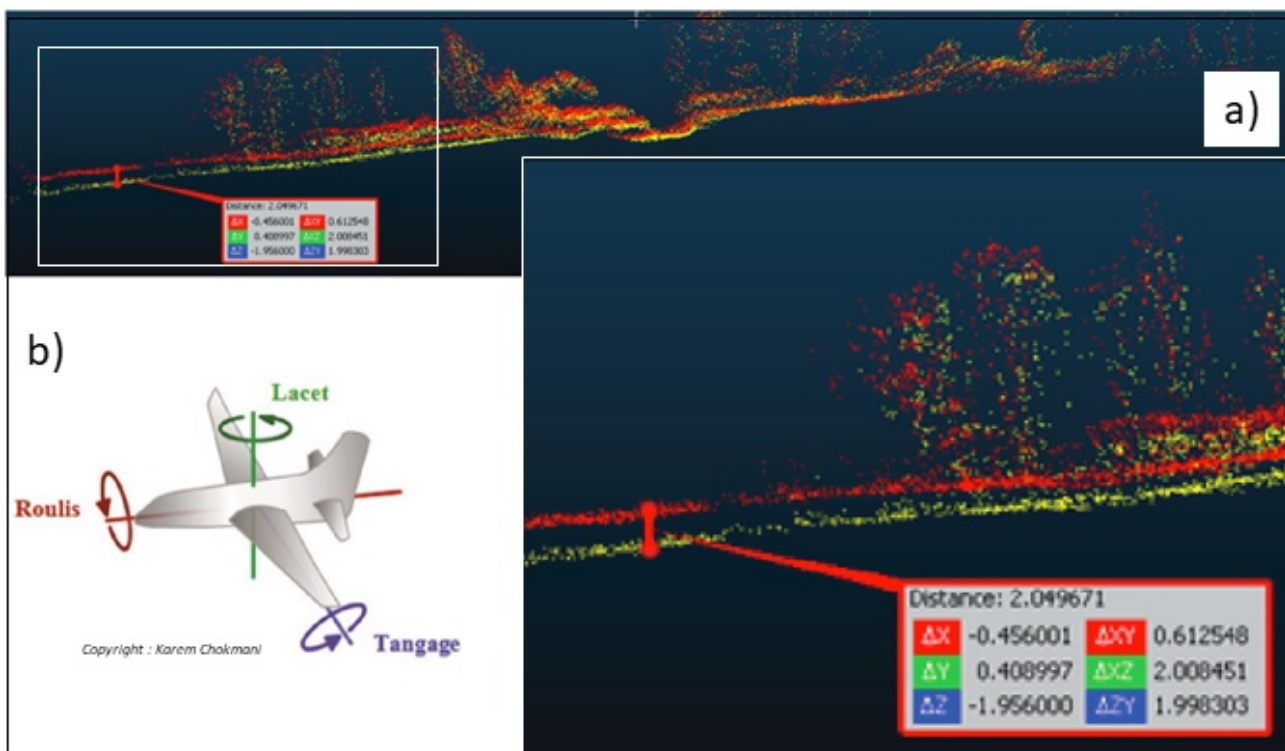 a)
Distance: 2.049671
ΔX -0.456001 ΔXY 0.612548
ΔY 0.408997 ΔXZ 2.008451
ΔZ -1.956000 ΔZY 1.998303
b)
Lacet
Roulis
Tangage
Copyright : Karem Chokmani
Distance: 2.049671
ΔX -0.456001 ΔXY 0.612548
ΔY 0.408997 ΔXZ 2.008451
ΔZ -1.956000 ΔZY 1.998303